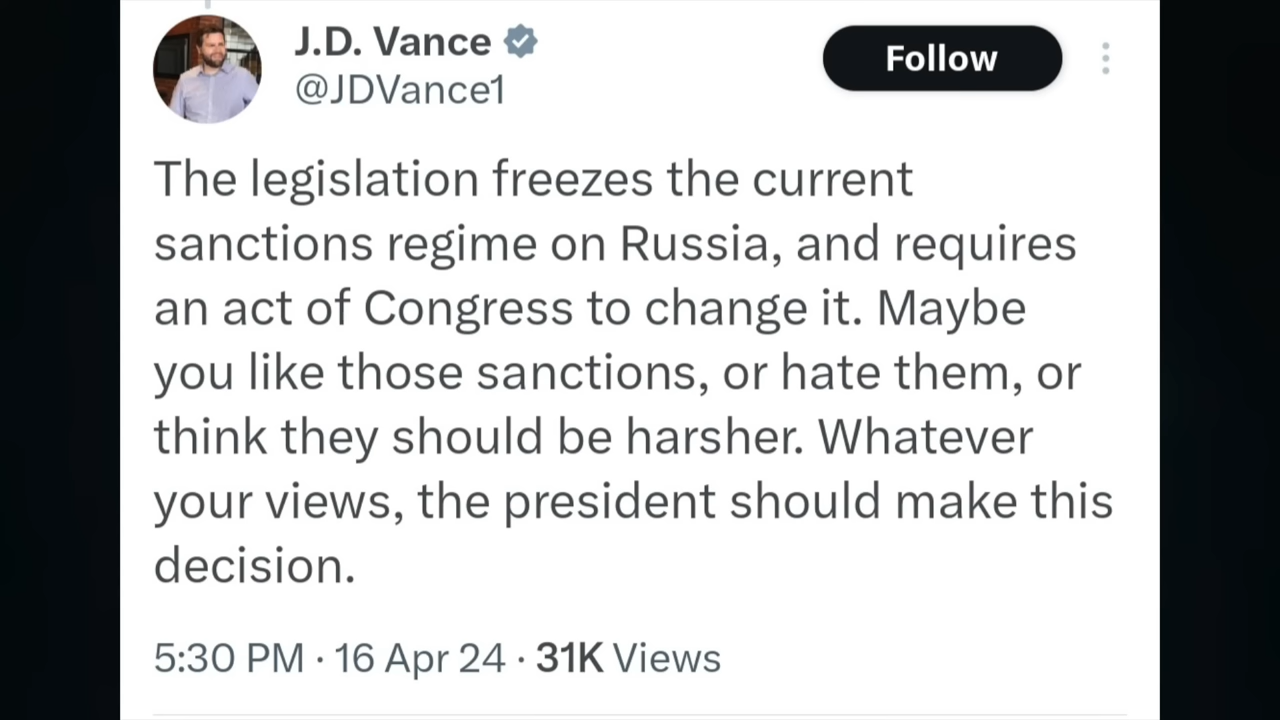 J.D. Vance
@JDVance1
Follow
The legislation freezes the current
sanctions regime on Russia, and requires
an act of Congress to change it. Maybe
you like those sanctions, or hate them, or
think they should be harsher. Whatever
your views, the president should make this
decision.
5:30 PM · 16 Apr 24 · 31K Views